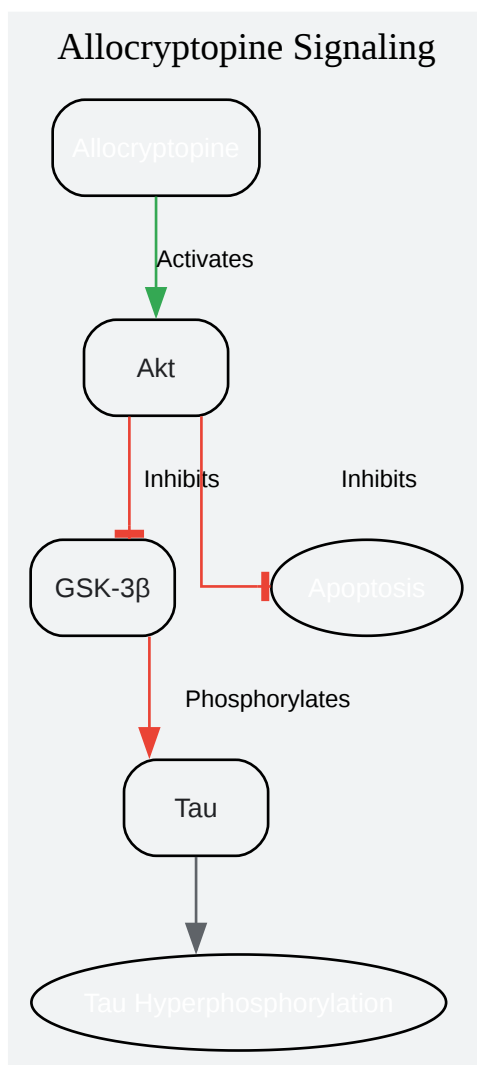 Allocryptopine Signaling
Allocryptopine
Activates
Akt
Inhibits
Inhibits
GSK-3β
Apoptosis
Phosphorylates
Tau
Tau Hyperphosphorylation